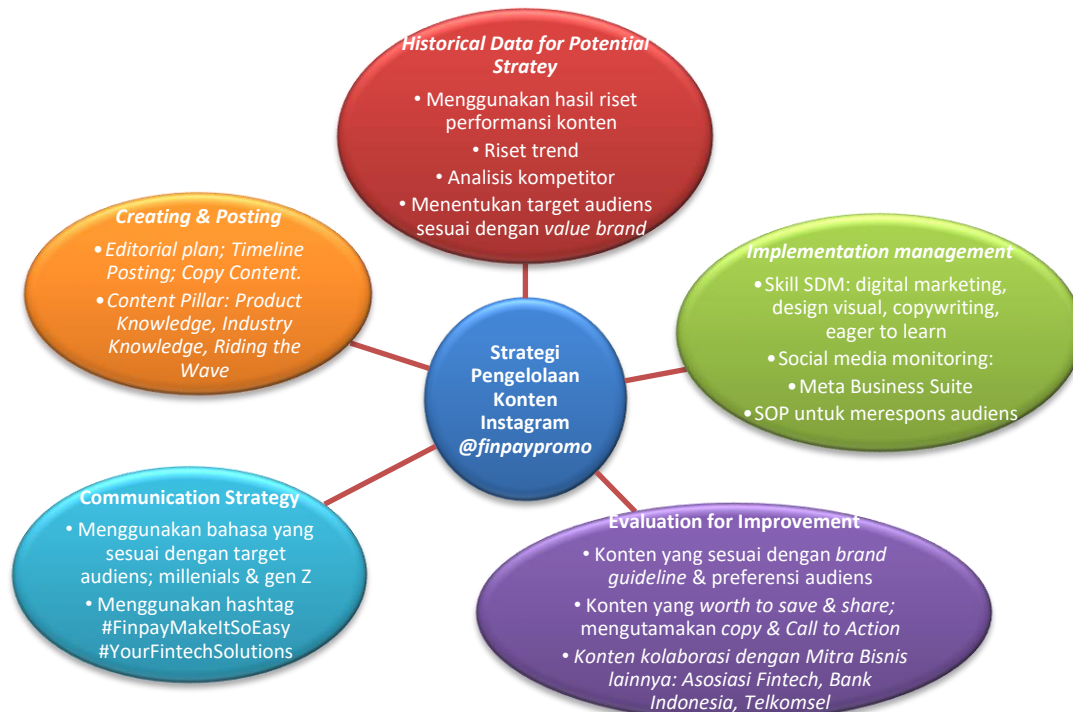 Historical Data for Potential
Stratey
• Menggunakan hasil riset
performansi konten
• Riset trend
• Analisis kompetitor
• Menentukan target audiens
sesuai dengan value brand
Creating & Posting
• Editorial plan; Timeline
Posting; Copy Content.
• Content Pillar: Product
Knowledge, Industry
Knowledge, Riding the
Wave
Implementation management
• Skill SDM: digital marketing,
design visual, copywriting,
eager to learn
• Social media monitoring:
• Meta Business Suite
• SOP untuk merespons audiens
Strategi
Pengelolaan
Konten
Instagram
@finpaypromo
Communication Strategy
• Menggunakan bahasa yang
sesuai dengan target
audiens; millenials & gen Z
• Menggunakan hashtag
#FinpayMakeItSoEasy
#YourFintechSolutions
Evaluation for Improvement
• Konten yang sesuai dengan brand
guideline & preferensi audiens
• Konten yang worth to save & share;
mengutamakan copy & Call to Action
• Konten kolaborasi dengan Mitra Bisnis
lainnya: Asosiasi Fintech, Bank
Indonesia, Telkomsel